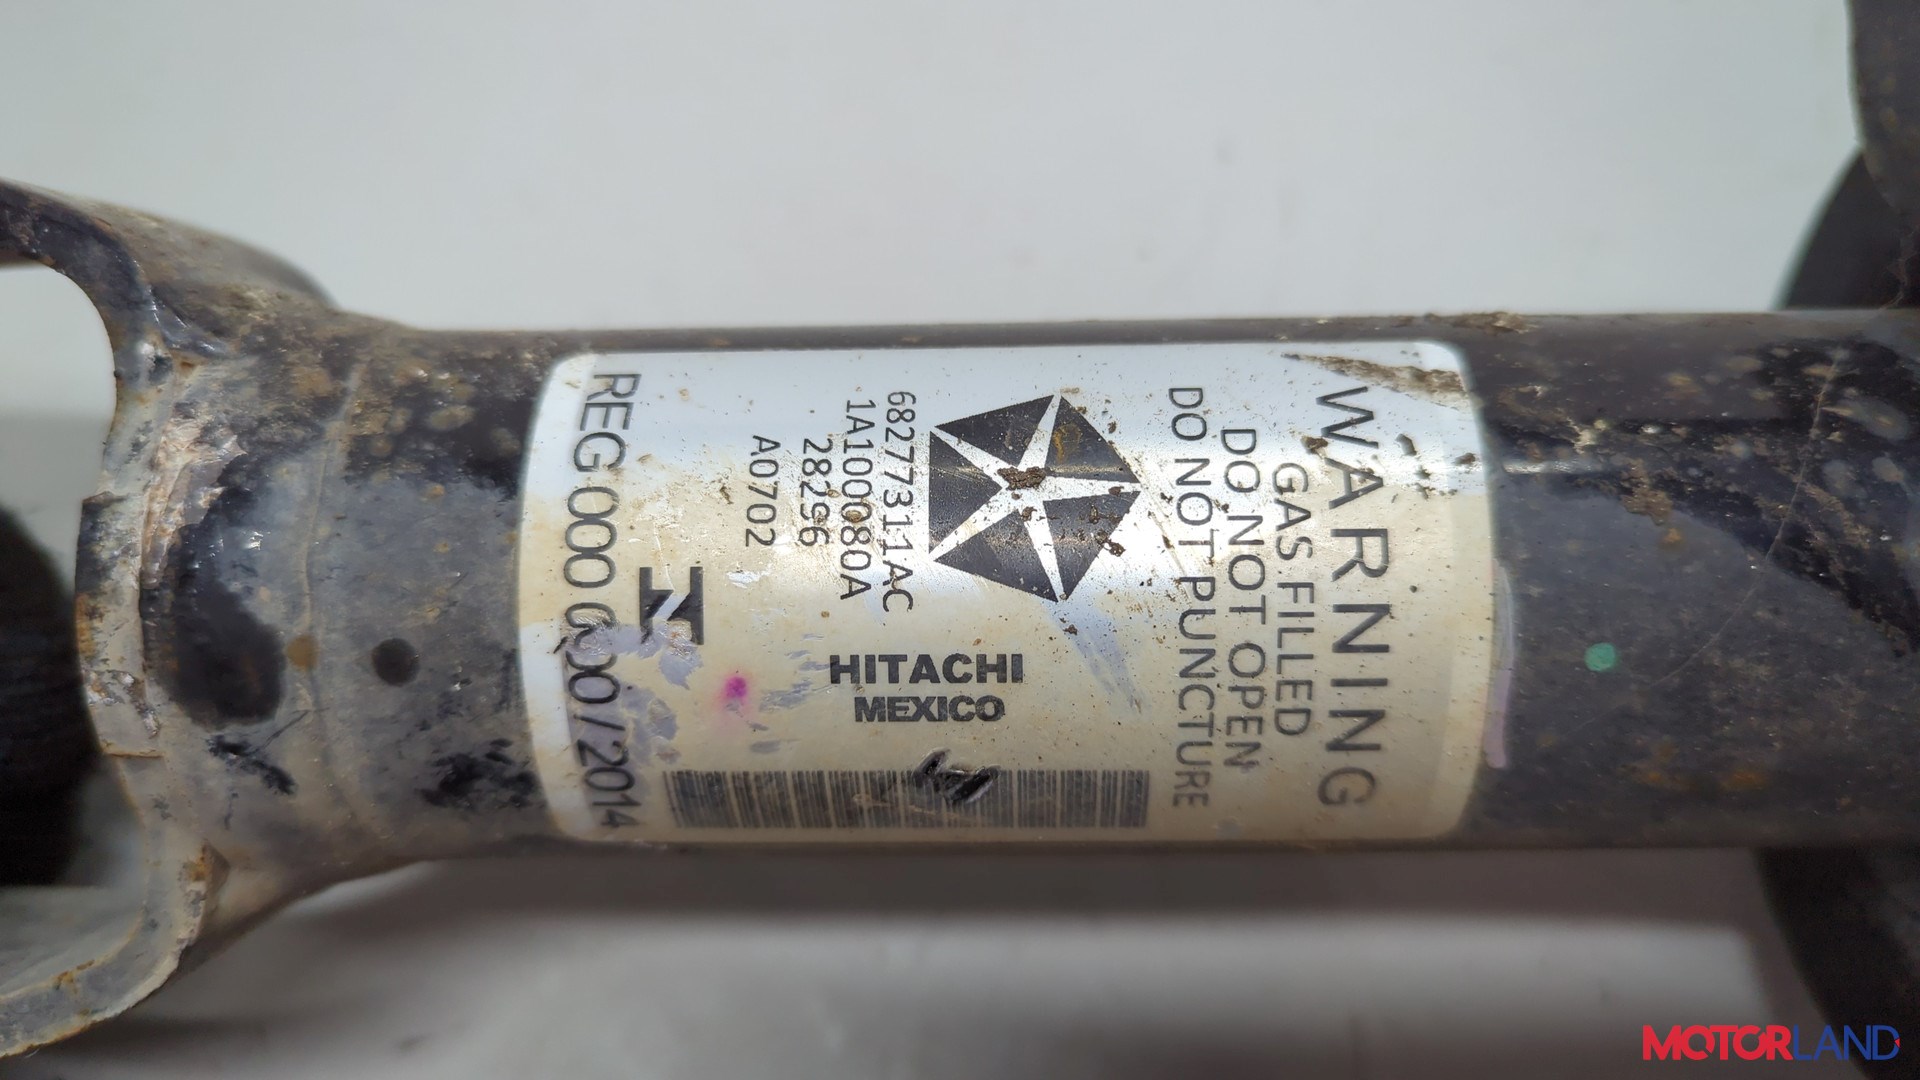 WARNING
GAS FILLED
DO NOT OPEN
DO NOT PUNCTURE
68277311AC
1A100080A
28296
A0702
HITACHI
MEXICO
REG 000 000/2014
MOTORLAND